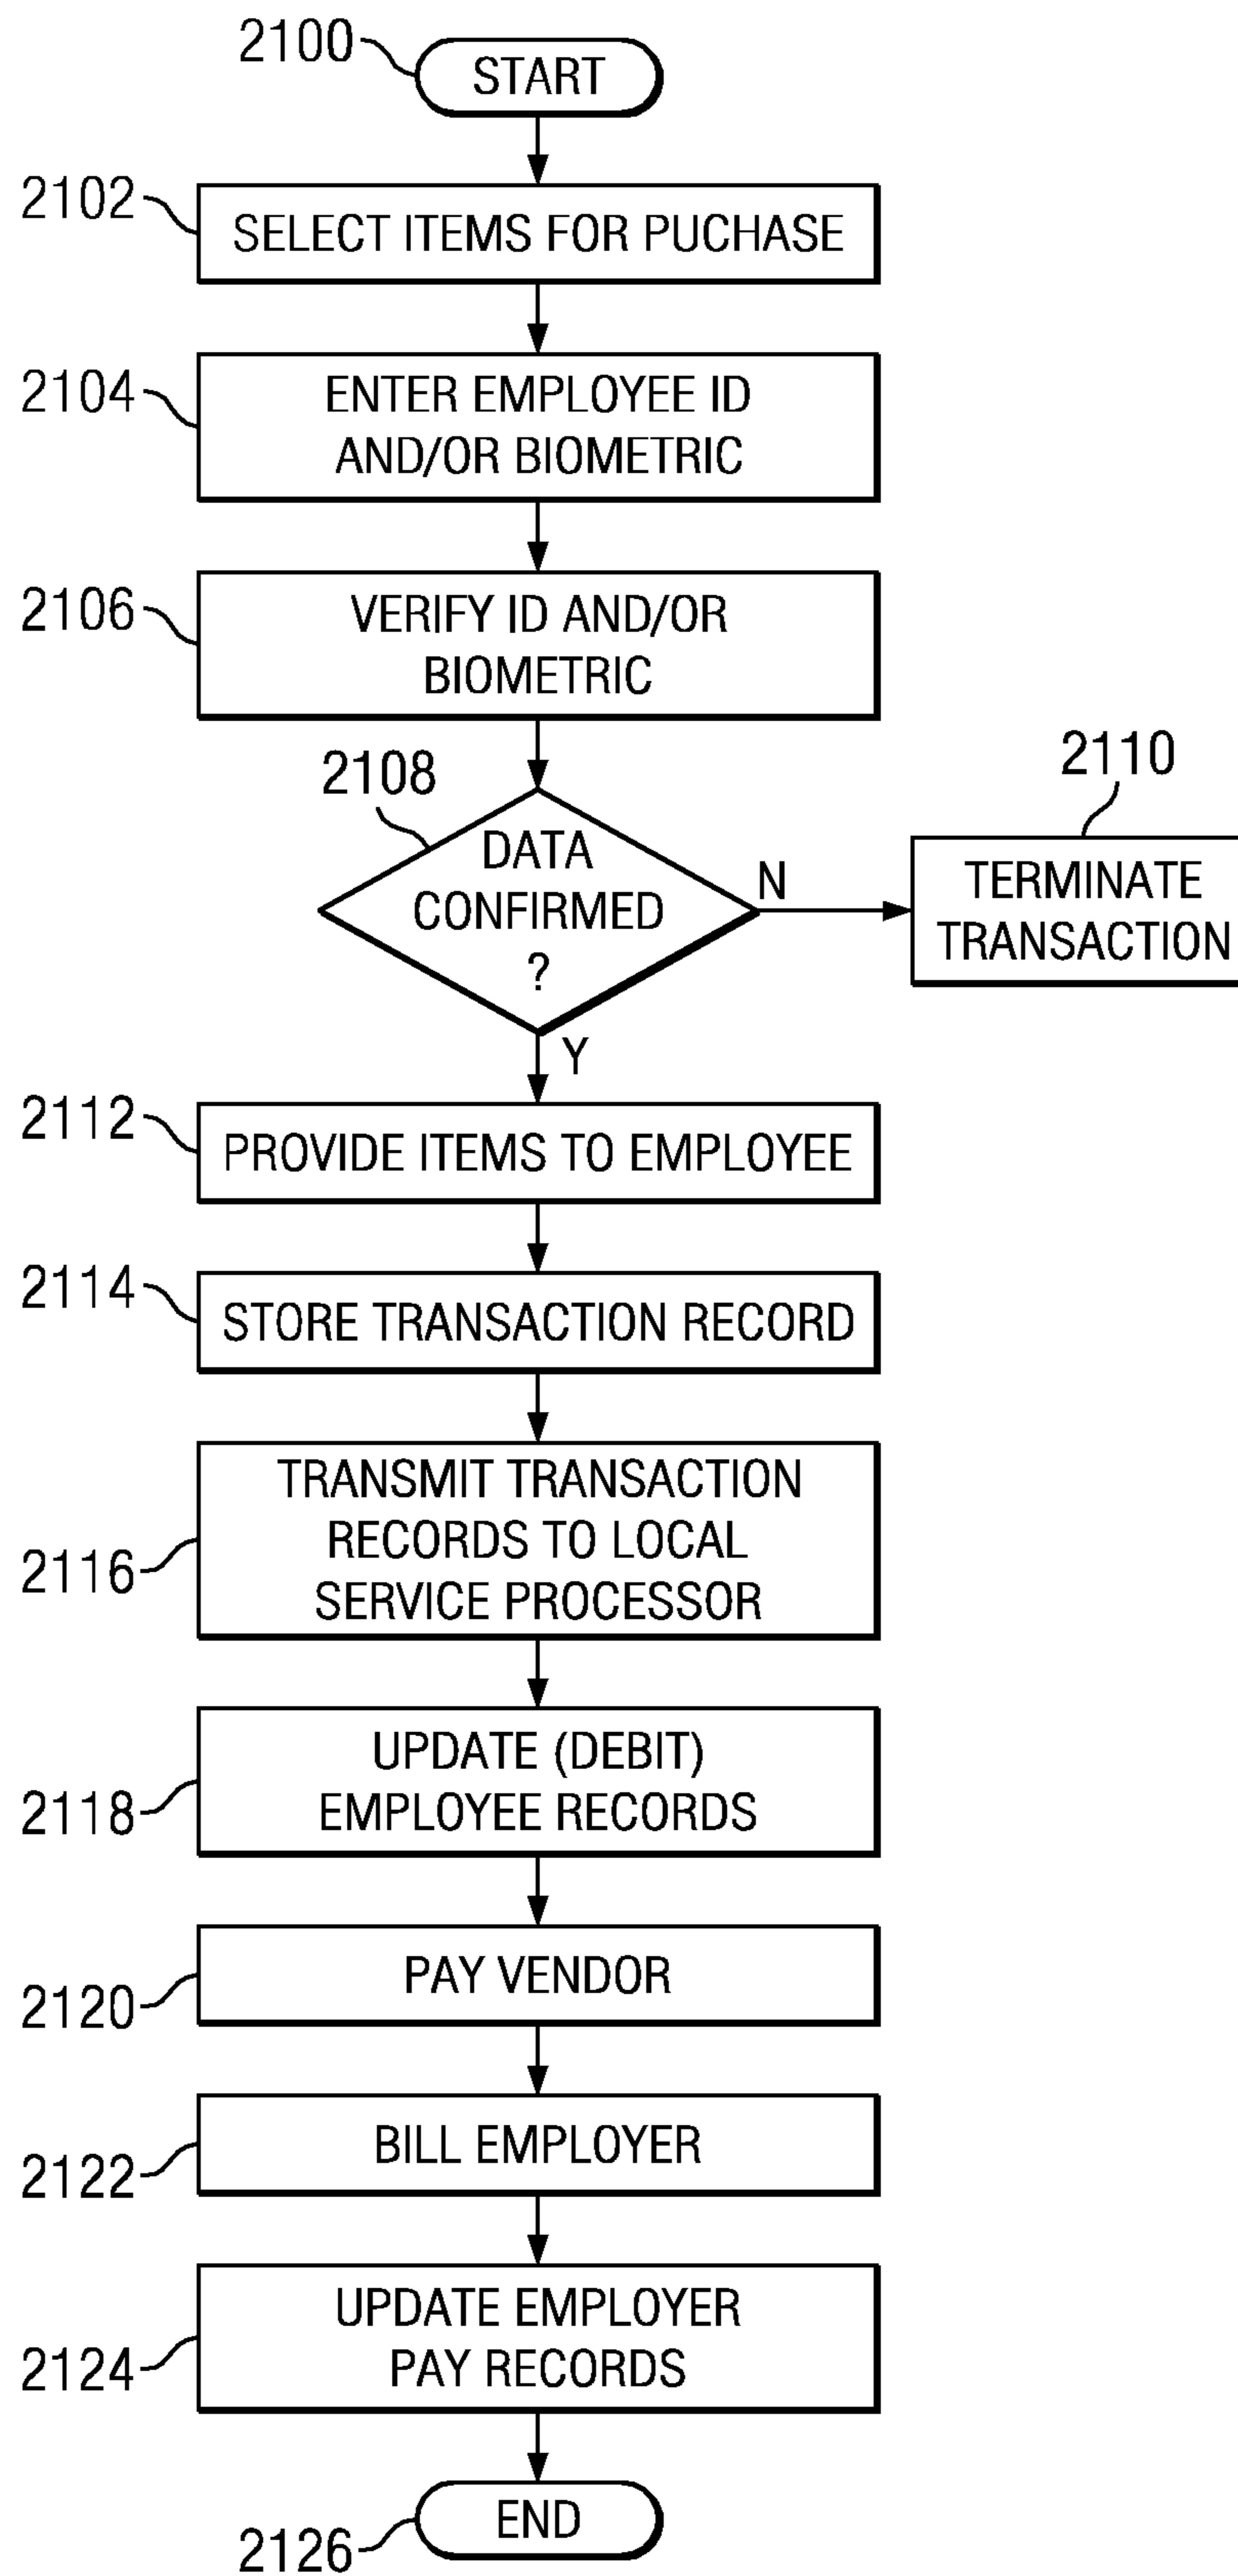 2100
START
2102
SELECT ITEMS FOR PUCHASE
2104
ENTER EMPLOYEE ID
AND/OR BIOMETRIC
2106
VERIFY ID AND/OR
BIOMETRIC
2108
DATA
CONFIRMED
?
N
2110
TERMINATE
TRANSACTION
Y
2112
PROVIDE ITEMS TO EMPLOYEE
2114
STORE TRANSACTION RECORD
2116
TRANSMIT TRANSACTION
RECORDS TO LOCAL
SERVICE PROCESSOR
2118
UPDATE (DEBIT)
EMPLOYEE RECORDS
2120
PAY VENDOR
2122
BILL EMPLOYER
2124
UPDATE EMPLOYER
PAY RECORDS
2126
END